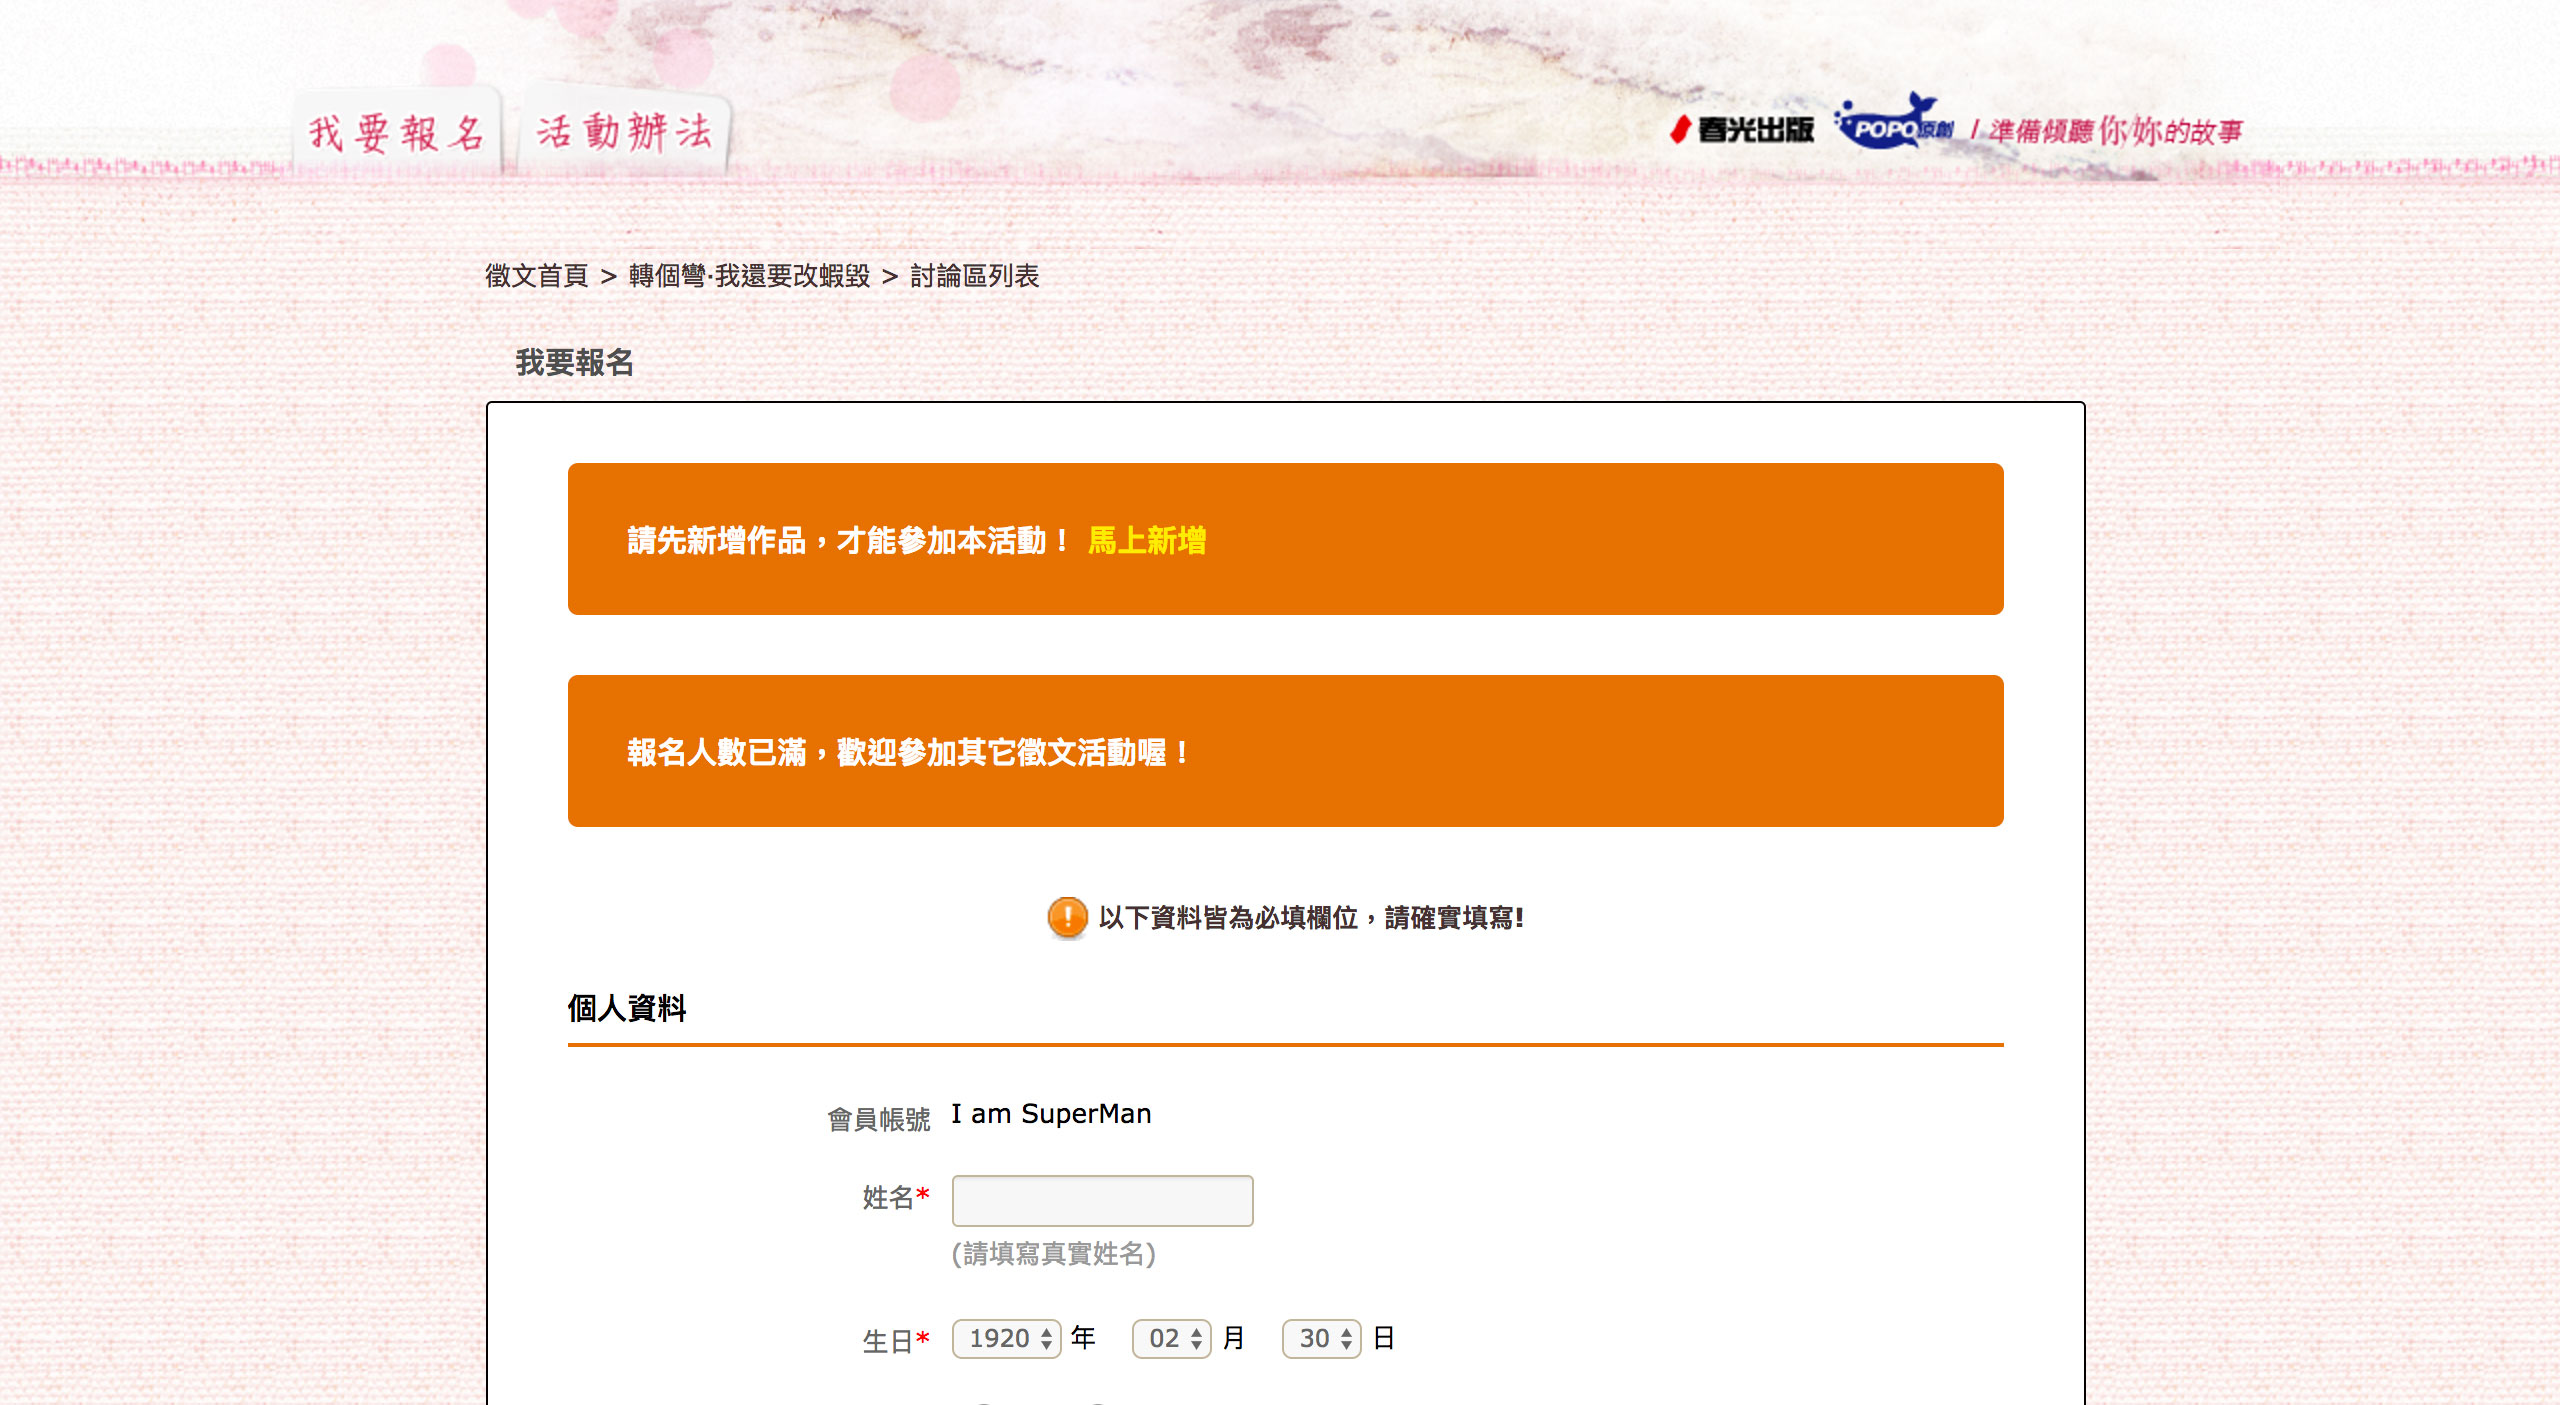 我要報名
活動辦法
春光出版 POPO原創 / 準備傾聽你/妳的故事
徵文首頁 > 轉個彎‧我還要改蝦毀 > 討論區列表
我要報名
請先新增作品，才能參加本活動！ 馬上新增
報名人數已滿，歡迎參加其它徵文活動喔！
! 以下資料皆為必填欄位，請確實填寫!
個人資料
會員帳號 I am SuperMan
姓名*
(請填寫真實姓名)
生日* 1920 年 02 月 30 日